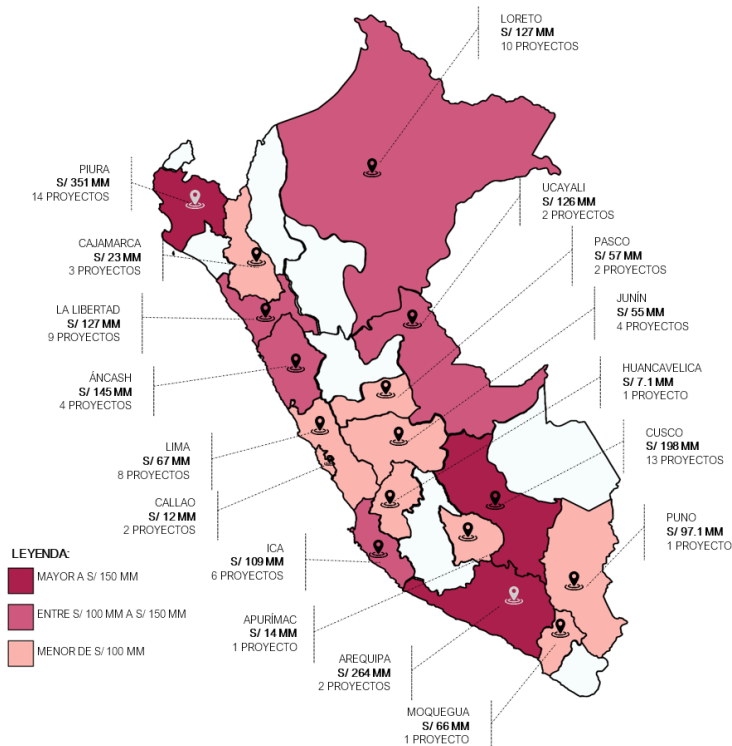 LORETO
S/ 127 MM
10 PROYECTOS
PIURA
S/ 351 MM
14 PROYECTOS
UCAYALI
S/ 126 MM
2 PROYECTOS
CAJAMARCA
S/ 23 MM
3 PROYECTOS
PASCO
S/ 57 MM
2 PROYECTOS
LA LIBERTAD
S/ 127 MM
9 PROYECTOS
JUNÍN
S/ 55 MM
4 PROYECTOS
ÁNCASH
S/ 145 MM
4 PROYECTOS
HUANCAVELICA
S/ 7.1 MM
1 PROYECTO
LIMA
S/ 67 MM
8 PROYECTOS
CUSCO
S/ 198 MM
13 PROYECTOS
CALLAO
S/ 12 MM
2 PROYECTOS
PUNO
S/ 97.1 MM
1 PROYECTO
ICA
S/ 109 MM
6 PROYECTOS
LEYENDA:
MAYOR A S/ 150 MM
ENTRE S/ 100 MM A S/ 150 MM
MENOR DE S/ 100 MM
APURÍMAC
S/ 14 MM
1 PROYECTO
AREQUIPA
S/ 264 MM
2 PROYECTOS
MOQUEGUA
S/ 66 MM
1 PROYECTO